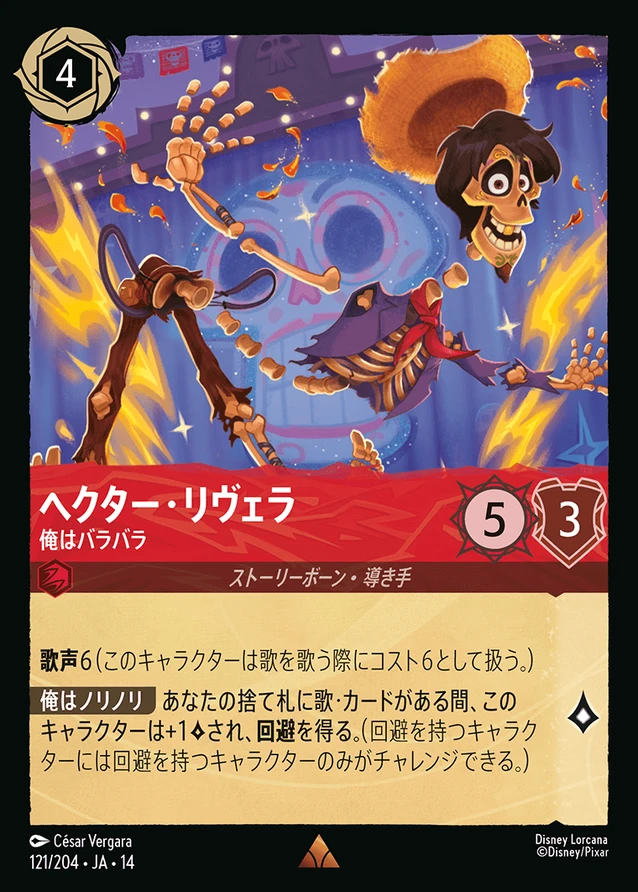 4
ヘクター・リヴェラ
俺はバラバラ
5
3
ストーリーボーン・導き手
歌声6(このキャラクターは歌を歌う際にコスト6として扱う。)
俺はノリノリ あなたの捨て札に歌・カードがある間、この
キャラクターは+1され、回避を得る。(回避を持つキャラク
ターには回避を持つキャラクターのみがチャレンジできる。)
César Vergara
121/204・JA・14
Disney Lorcana
©Disney/Pixar